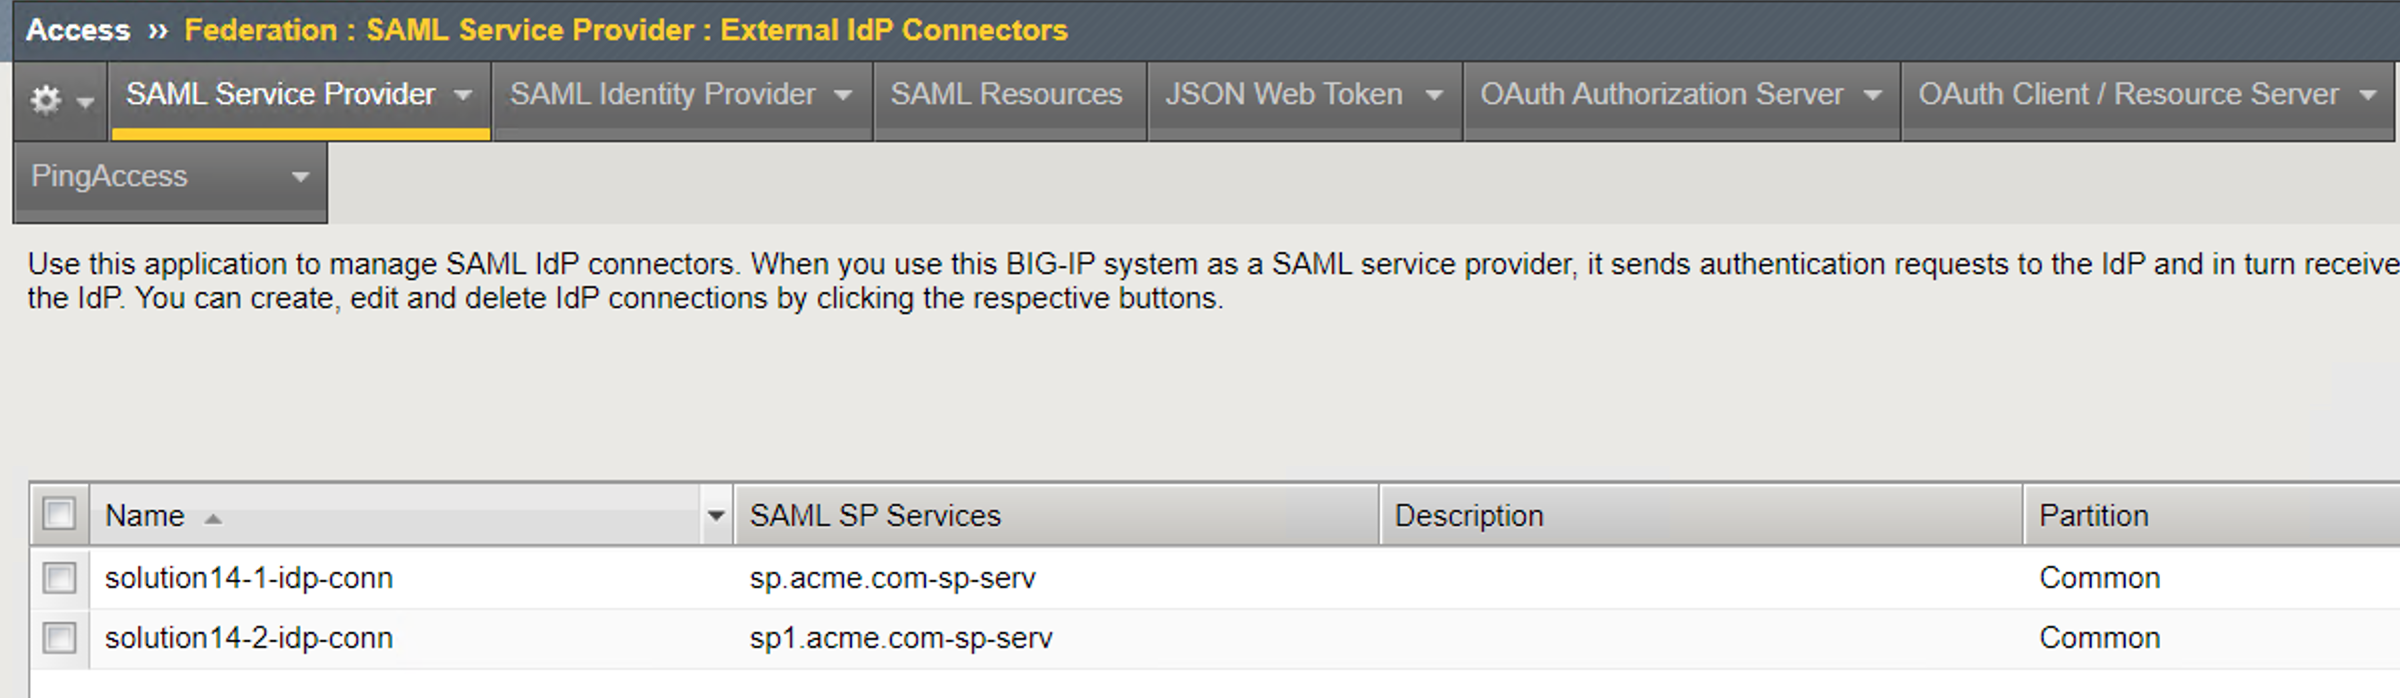 Access ›› Federation : SAML Service Provider : External IdP Connectors
SAML Service Provider SAML Identity Provider SAML Resources JSON Web Token OAuth Authorization Server OAuth Client / Resource Server
PingAccess
Use this application to manage SAML IdP connectors. When you use this BIG-IP system as a SAML service provider, it sends authentication requests to the IdP and in turn receive
the IdP. You can create, edit and delete IdP connections by clicking the respective buttons.
Name SAML SP Services Description Partition
solution14-1-idp-conn sp.acme.com-sp-serv Common
solution14-2-idp-conn sp1.acme.com-sp-serv Common